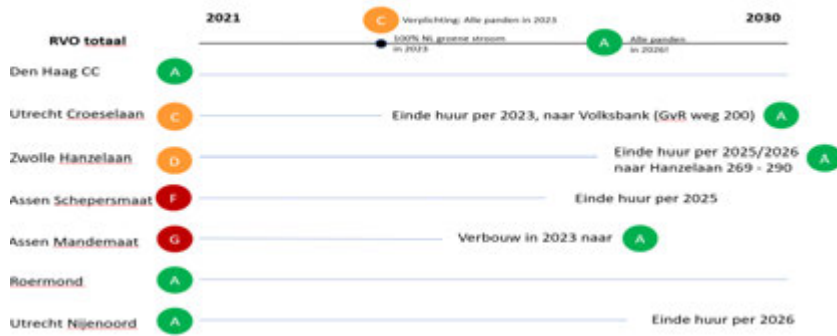 2021
2030
C
Verplichting: Alle panden in 2023
RVO totaal
100% NL groene stroom
in 2023
A
Alle panden
in 2026!
Den Haag CC
A
Utrecht Croeselaan
C
Einde huur per 2023, naar Volksbank (GvR weg 200)
A
Zwolle Hanzelaan
D
Einde huur per 2025/2026
naar Hanzelaan 269 - 290
A
Assen Schepersmaat
F
Einde huur per 2025
Assen Mandemaat
G
Verbouw in 2023 naar
A
Roermond
A
Utrecht Nijenoord
A
Einde huur per 2026